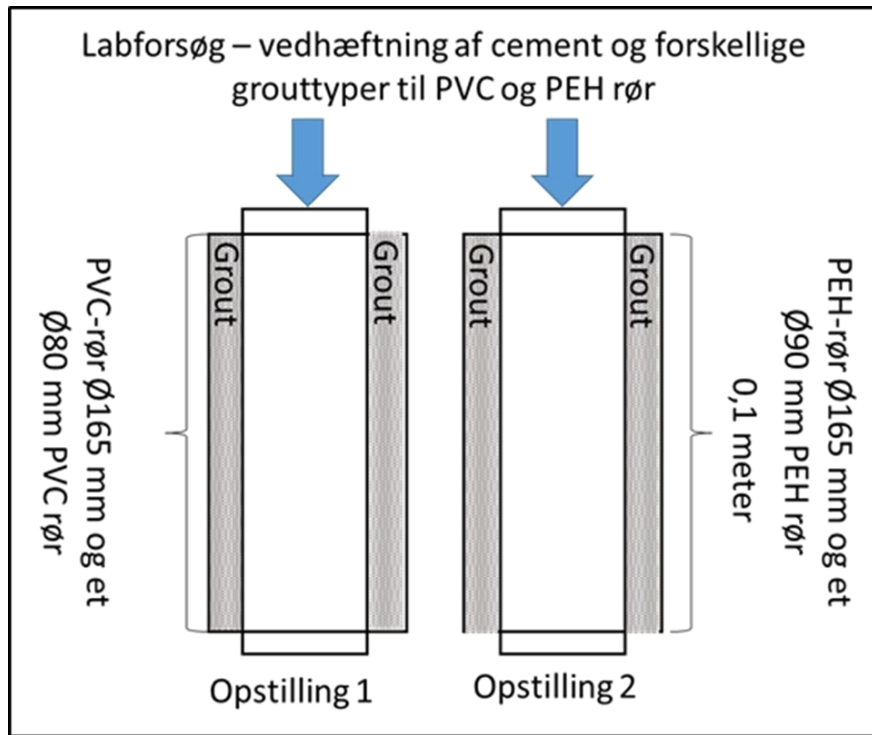 Labforsøg – vedhæftning af cement og forskellige
grouttyper til PVC og PEH rør
PVC-rør Ø165 mm og et
Ø80 mm PVC rør
Grout
Grout
Grout
Grout
PEH-rør Ø165 mm og et
Ø90 mm PEH rør
0,1 meter
Opstilling 1
Opstilling 2